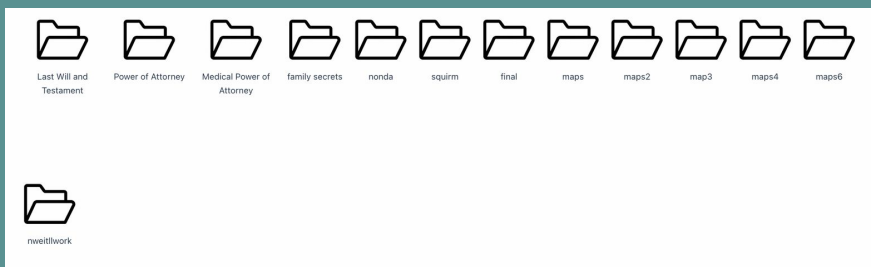 Last Will and
Testament
Power of Attorney
Medical Power of
Attorney
family secrets
nonda
squirm
final
maps
maps2
map3
maps4
maps6
nweitllwork